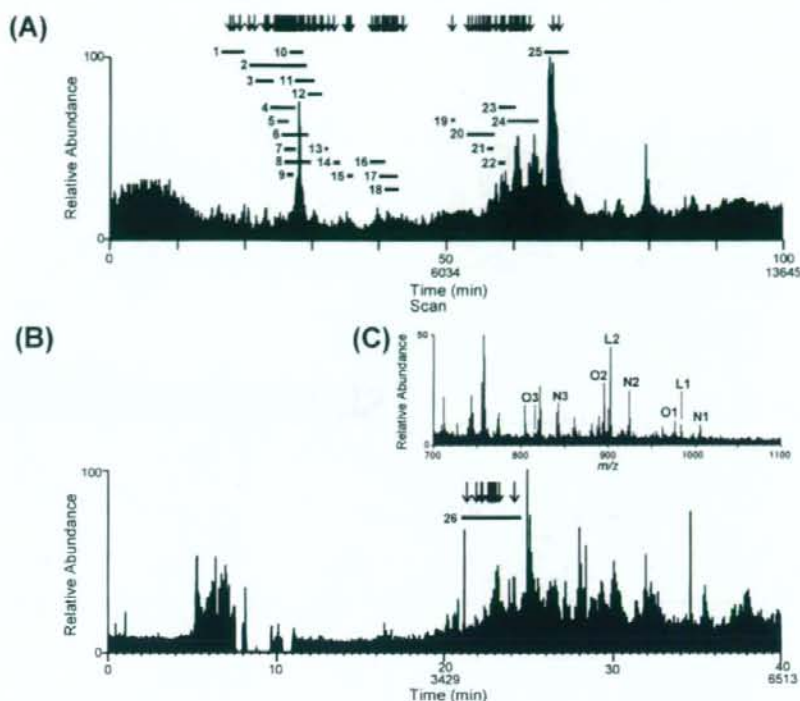 (A)
100
Relative Abundance
0
1
10
25
2
3
11
12
4
23
5
19
24
6
20
7
13
21
8
14
16
22
9
15
17
18
0
50
100
6034
13645
Time (min)
Scan
(B)
(C)
50
Relative Abundance
0
L2
O2
N2
L1
O3
N3
O1
N1
700
800
900
1000
1100
m/z
100
Relative Abundance
0
26
0
10
20
30
40
3429
6513
Time (min)